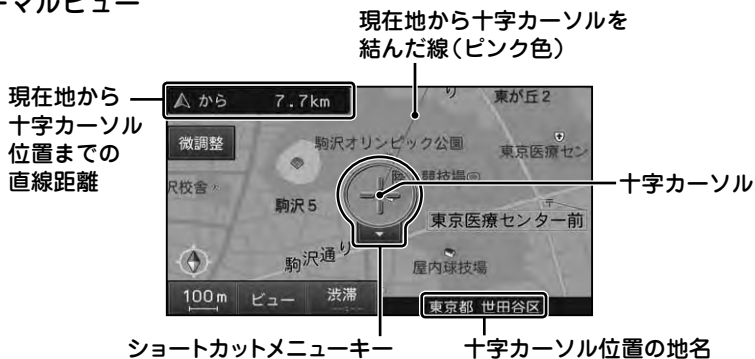 ーマルビュー
現在地から十字カーソルを
結んだ線（ピンク色）
現在地から
十字カーソル
位置までの
直線距離
から 7.7km
り
東が丘2
微調整
駒沢オリンピック公園
東京医療セン
沢校舎
競技場
十字カーソル
駒沢5
東京医療センター前
駒沢通り
屋内球技場
100m ビュー 渋滞
東京都 世田谷区
ショートカットメニューキー
十字カーソル位置の地名